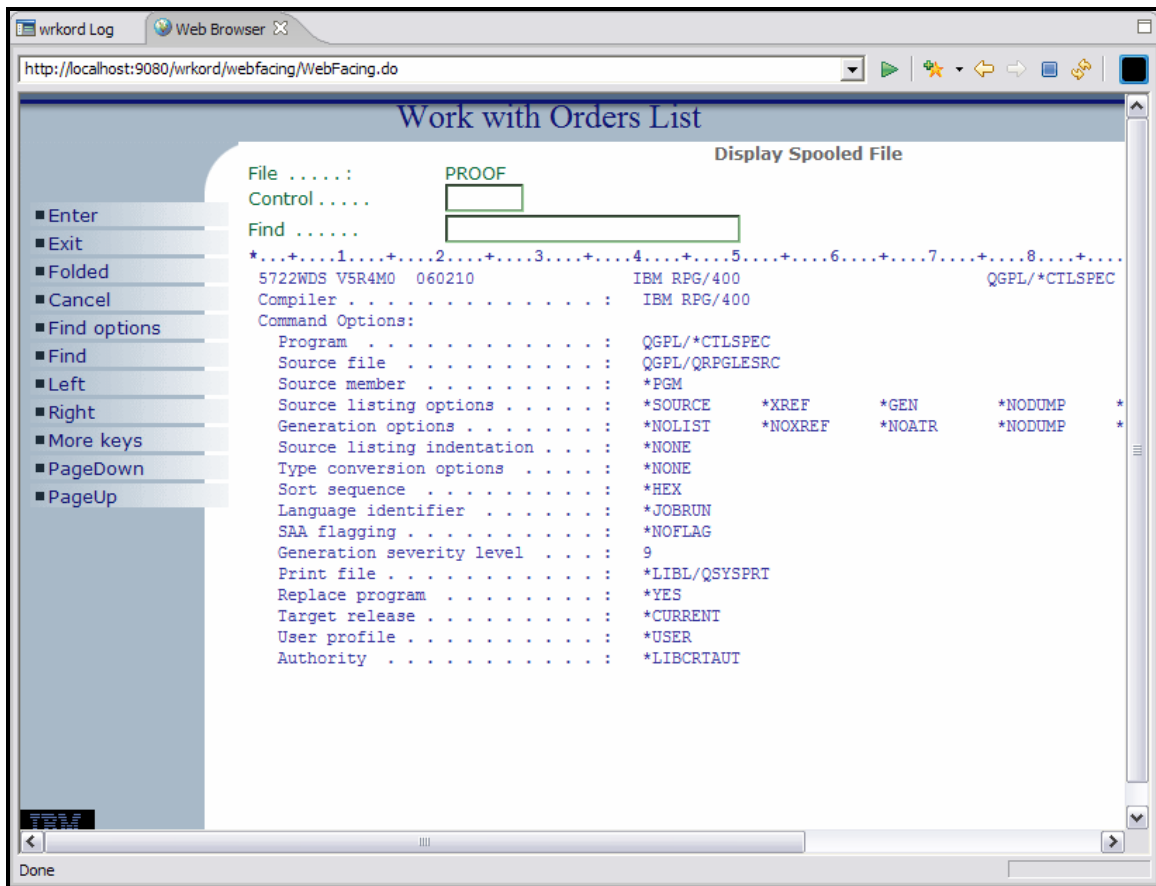 wrkord Log Web Browser
http://localhost:9080/wrkord/webfacing/WebFacing.do
Work with Orders List
Display Spooled File
File .....: PROOF
Control .....
Find ......
Enter
Exit
Folded
Cancel
Find options
Find
Left
Right
More keys
PageDown
PageUp
*...+....1....+....2....+....3....+....4....+....5....+....6....+....7....+....8....+....
5722WDS V5R4M0 060210 IBM RPG/400 QGPL/*CTLSPEC
Compiler . . . . . . . . . . . . . : IBM RPG/400
Command Options:
Program . . . . . . . . . . . . : QGPL/*CTLSPEC
Source file . . . . . . . . . . : QGPL/QRPGLESRC
Source member . . . . . . . . . : *PGM
Source listing options . . . . . : *SOURCE *XREF *GEN *NODUMP *
Generation options . . . . . . . : *NOLIST *NOXREF *NOATR *NODUMP *
Source listing indentation . . . : *NONE
Type conversion options . . . . : *NONE
Sort sequence . . . . . . . . . : *HEX
Language identifier . . . . . . : *JOBRUN
SAA flagging . . . . . . . . . . : *NOFLAG
Generation severity level . . . : 9
Print file . . . . . . . . . . . : *LIBL/QSYSPRT
Replace program . . . . . . . . : *YES
Target release . . . . . . . . . : *CURRENT
User profile . . . . . . . . . . : *USER
Authority . . . . . . . . . . . : *LIBCRTAUT
IBM
Done